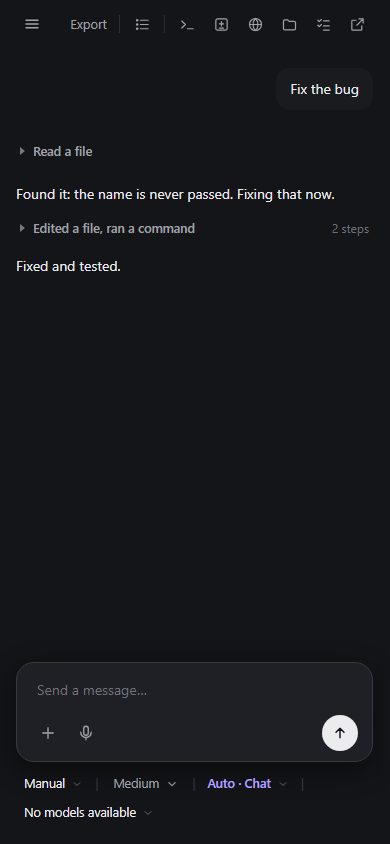 Export
Fix the bug
Read a file
Found it: the name is never passed. Fixing that now.
Edited a file, ran a command 2 steps
Fixed and tested.
Send a message...
Manual Medium Auto · Chat
No models available